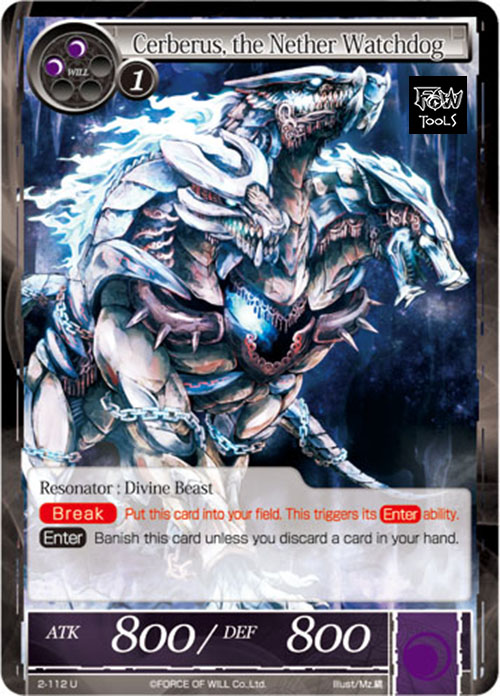 Cerberus, the Nether Watchdog
WILL
1
FOW
TOOLS
Resonator : Divine Beast
Break Put this card into your field. This triggers its Enter ability.
Enter Banish this card unless you discard a card in your hand.
ATK 800 / DEF 800
2-112 U ©FORCE OF WILL Co.,Ltd. Illust/Mz.